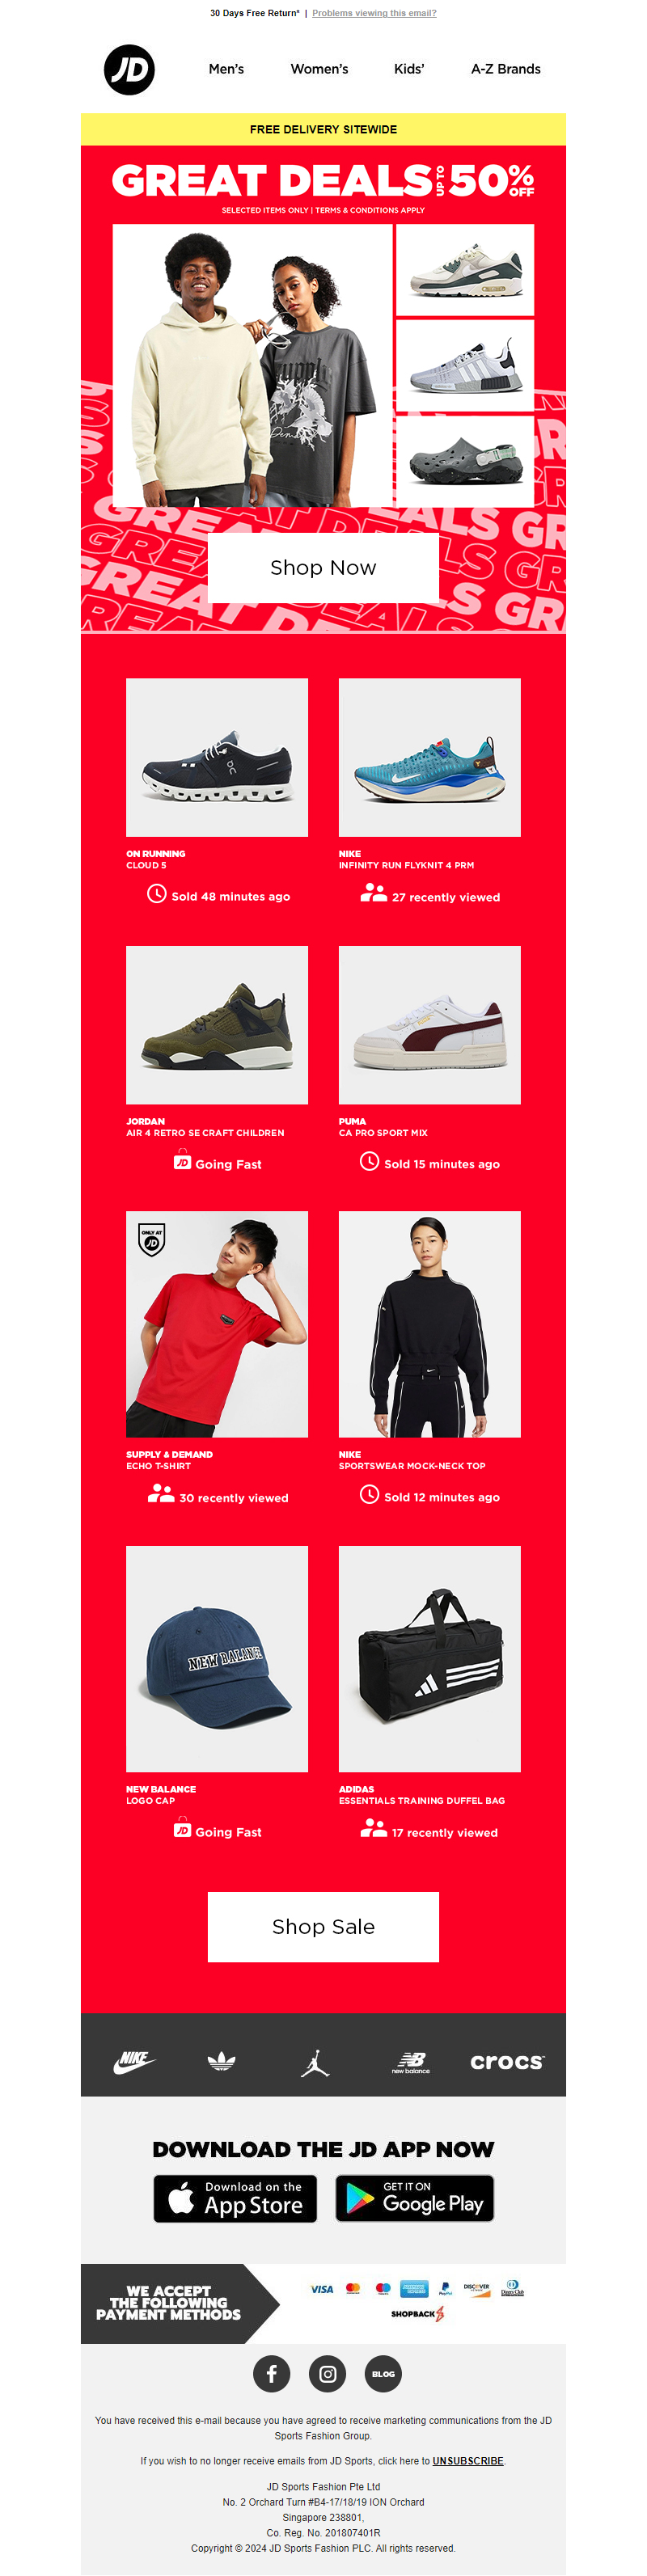 30 Days Free Return* | Problems viewing this email?
JD
Men's Women's Kids' A-Z Brands
FREE DELIVERY SITEWIDE
GREAT DEALS UP TO 50% OFF
SELECTED ITEMS ONLY | TERMS & CONDITIONS APPLY
Shop Now
ON RUNNING
CLOUD 5
Sold 48 minutes ago
NIKE
INFINITY RUN FLYKNIT 4 PRM
27 recently viewed
JORDAN
AIR 4 RETRO SE CRAFT CHILDREN
JD Going Fast
PUMA
CA PRO SPORT MIX
Sold 15 minutes ago
ONLY AT
JD
SUPPLY & DEMAND
ECHO T-SHIRT
30 recently viewed
NIKE
SPORTSWEAR MOCK-NECK TOP
Sold 12 minutes ago
NEW BALANCE
NEW BALANCE
LOGO CAP
JD Going Fast
ADIDAS
ESSENTIALS TRAINING DUFFEL BAG
17 recently viewed
Shop Sale
NIKE
new balance
crocs
DOWNLOAD THE JD APP NOW
Download on the
App Store
GET IT ON
Google Play
WE ACCEPT
THE FOLLOWING
PAYMENT METHODS
VISA
PayPal
DISCOVER
Diners Club
SHOPBACK
BLOG
You have received this e-mail because you have agreed to receive marketing communications from the JD
Sports Fashion Group.
If you wish to no longer receive emails from JD Sports, click here to UNSUBSCRIBE.
JD Sports Fashion Pte Ltd
No. 2 Orchard Turn #B4-17/18/19 ION Orchard
Singapore 238801,
Co. Reg. No. 201807401R
Copyright © 2024 JD Sports Fashion PLC. All rights reserved.